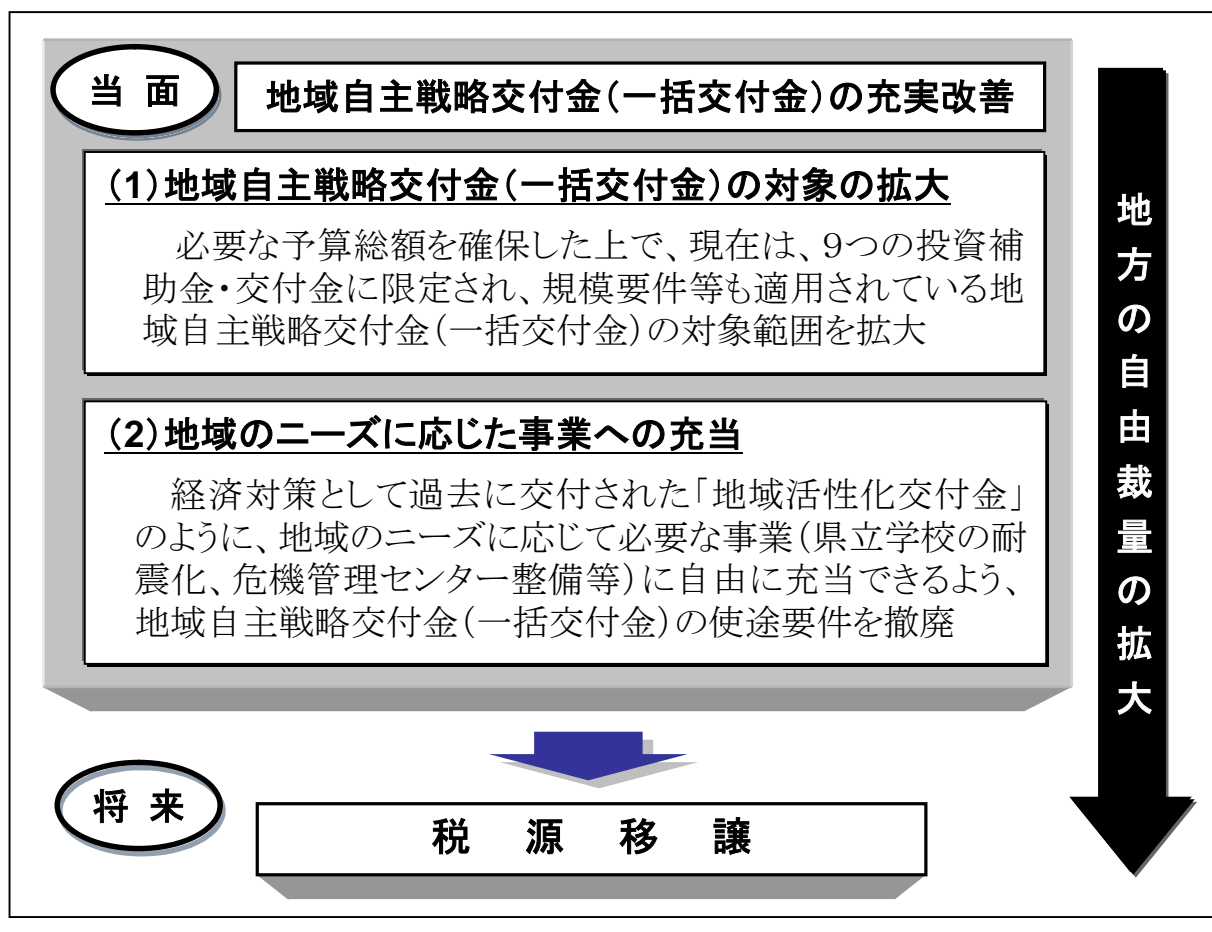 当面
地域自主戦略交付金(一括交付金)の充実改善
(1)地域自主戦略交付金(一括交付金)の対象の拡大
必要な予算総額を確保した上で、現在は、9つの投資補
助金・交付金に限定され、規模要件等も適用されている地
域自主戦略交付金(一括交付金)の対象範囲を拡大
(2)地域のニーズに応じた事業への充当
経済対策として過去に交付された「地域活性化交付金」
のように、地域のニーズに応じて必要な事業(県立学校の耐
震化、危機管理センター整備等)に自由に充当できるよう、
地域自主戦略交付金(一括交付金)の使途要件を撤廃
将来
税源移譲
地方の自由裁量の拡大